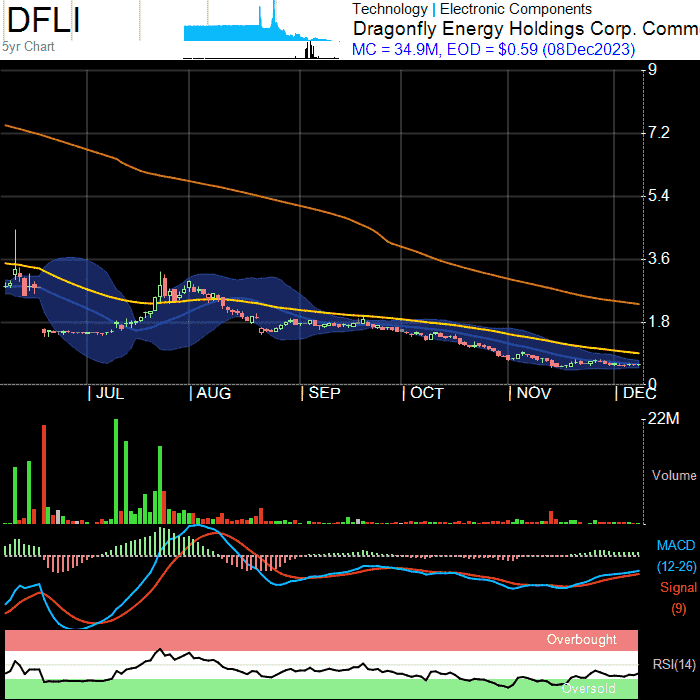 DFLI
5yr Chart
Technology | Electronic Components
Dragonfly Energy Holdings Corp. Comm
MC = 34.9M, EOD = $0.59 (08Dec2023)
9
7.2
5.4
3.6
1.8
0
JUL
AUG
SEP
OCT
NOV
DEC
22M
Volume
MACD
(12-26)
Signal
(9)
Overbought
RSI(14)
Oversold